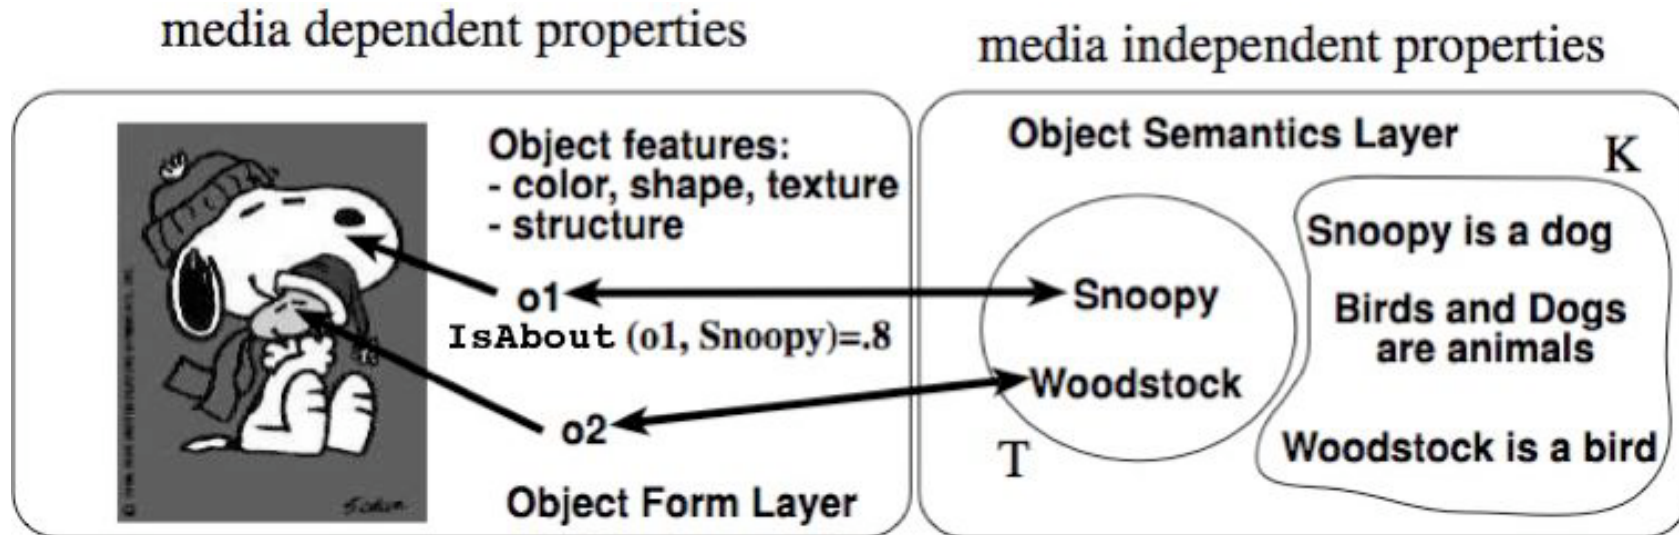 media dependent properties
media independent properties
Object features:
- color, shape, texture
- structure
o1
IsAbout (o1, Snoopy)=.8
o2
Object Form Layer
Object Semantics Layer
K
Snoopy
Woodstock
T
Snoopy is a dog
Birds and Dogs
are animals
Woodstock is a bird